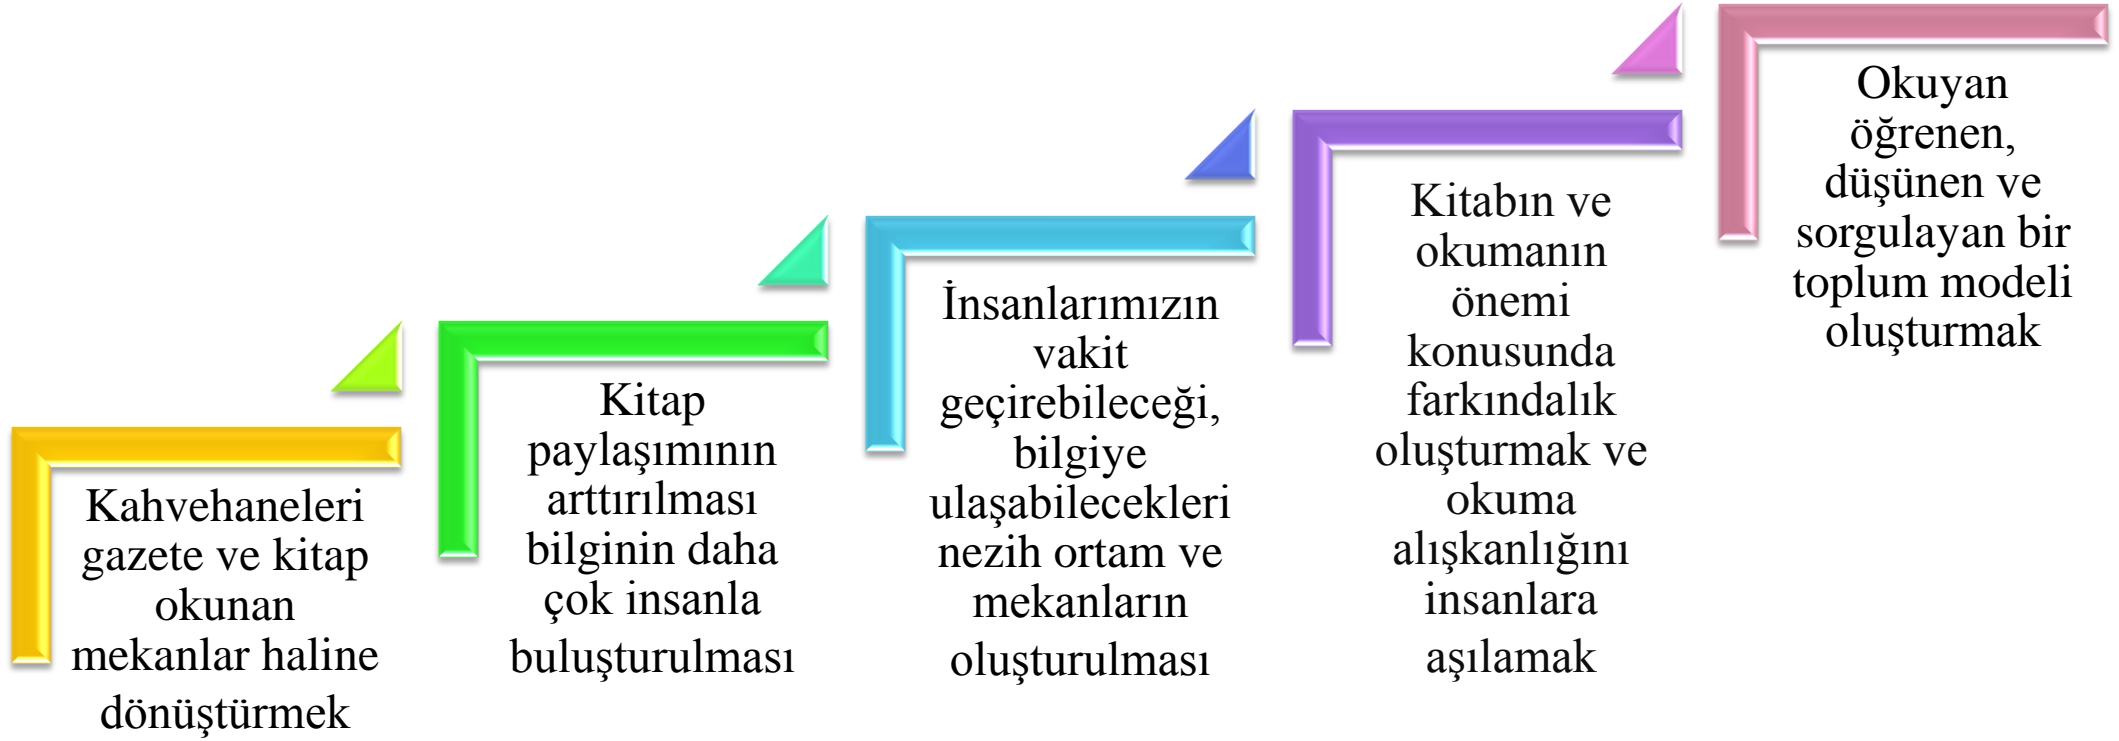 Kahvehaneleri
gazete ve kitap
okunan
mekanlar haline
dönüştürmek
Kitap
paylaşımının
arttırılması
bilginin daha
çok insanla
buluşturulması
İnsanlarımızın
vakit
geçirebileceği,
bilgiye
ulaşabilecekleri
nezih ortam ve
mekanların
oluşturulması
Kitabın ve
okumanın
önemi
konusunda
farkındalık
oluşturmak ve
okuma
alışkanlığını
insanlara
aşılamak
Okuyan
öğrenen,
düşünen ve
sorgulayan bir
toplum modeli
oluşturmak